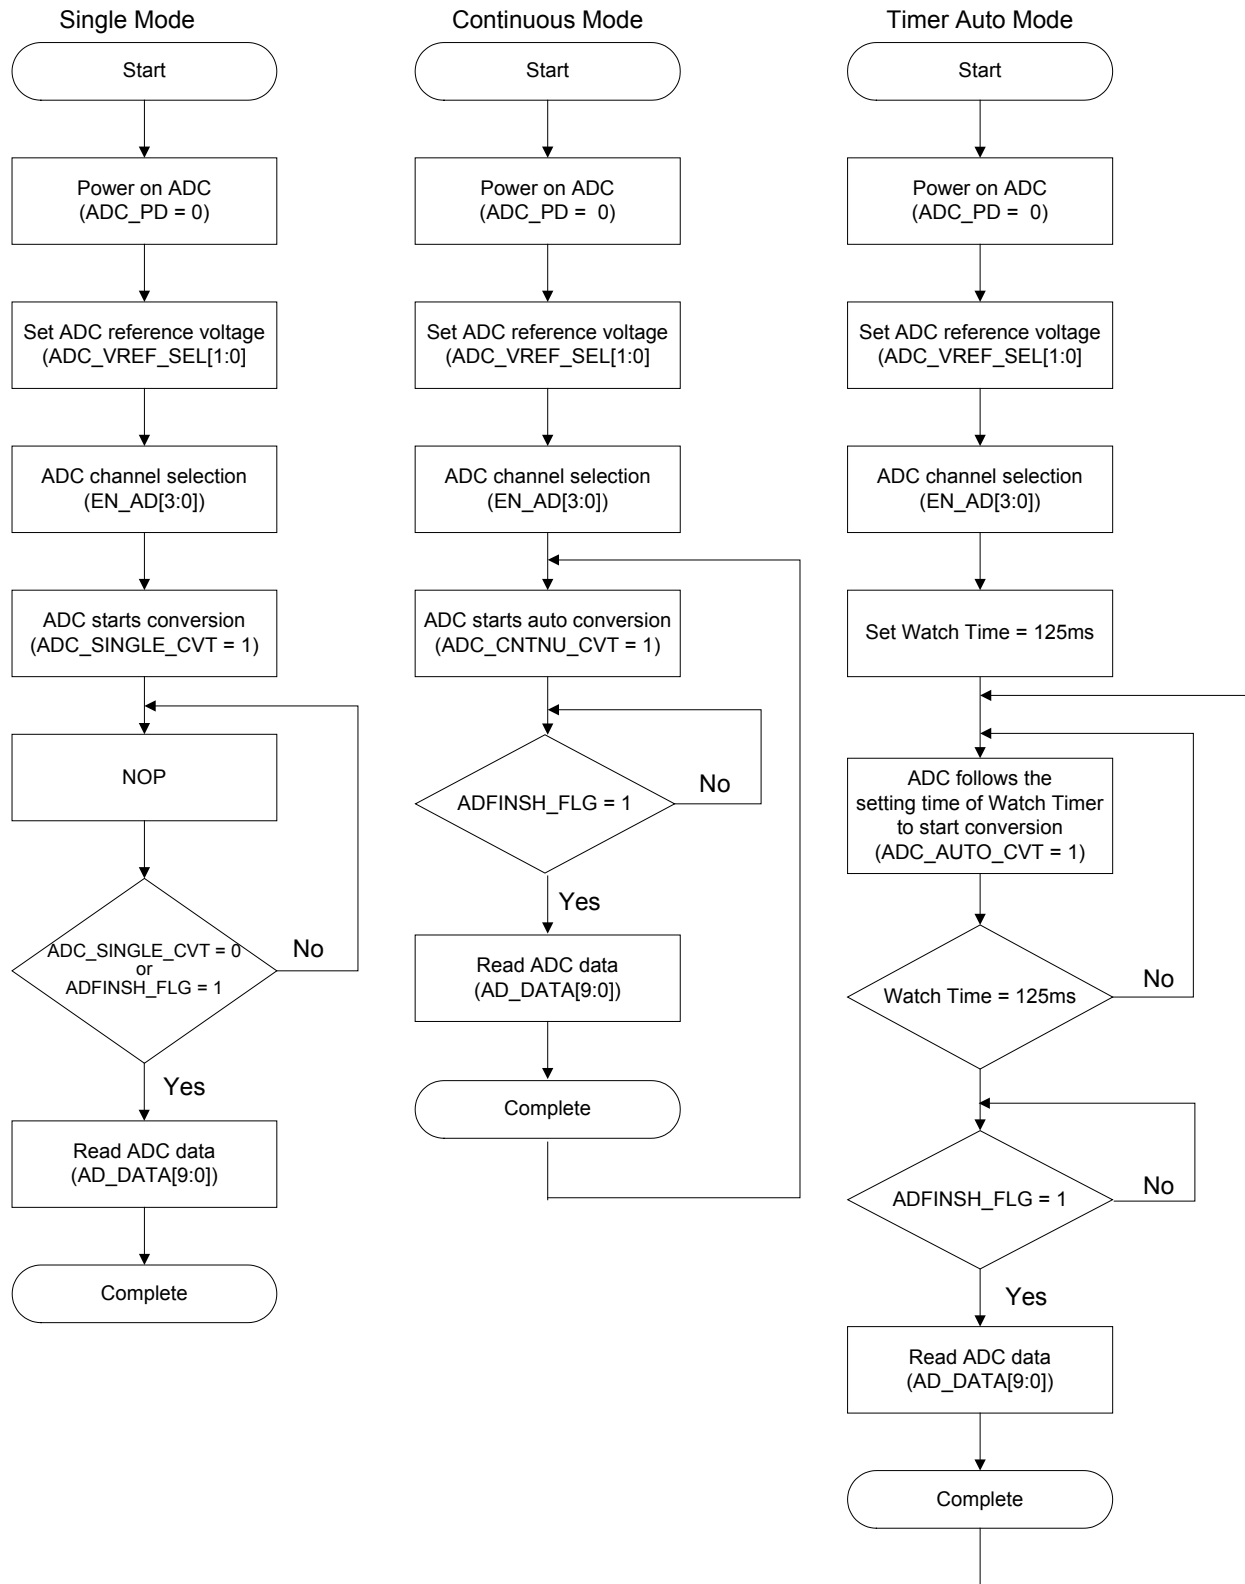 Single Mode
Start
Power on ADC
(ADC_PD = 0)
Set ADC reference voltage
(ADC_VREF_SEL[1:0]
ADC channel selection
(EN_AD[3:0])
ADC starts conversion
(ADC_SINGLE_CVT = 1)
NOP
ADC_SINGLE_CVT = 0
or
ADFINSH_FLG = 1
No
Yes
Read ADC data
(AD_DATA[9:0])
Complete
Continuous Mode
Start
Power on ADC
(ADC_PD = 0)
Set ADC reference voltage
(ADC_VREF_SEL[1:0]
ADC channel selection
(EN_AD[3:0])
ADC starts auto conversion
(ADC_CNTNU_CVT = 1)
ADFINSH_FLG = 1
No
Yes
Read ADC data
(AD_DATA[9:0])
Complete
Timer Auto Mode
Start
Power on ADC
(ADC_PD = 0)
Set ADC reference voltage
(ADC_VREF_SEL[1:0]
ADC channel selection
(EN_AD[3:0])
Set Watch Time = 125ms
ADC follows the
setting time of Watch Timer
to start conversion
(ADC_AUTO_CVT = 1)
Watch Time = 125ms
No
ADFINSH_FLG = 1
No
Yes
Read ADC data
(AD_DATA[9:0])
Complete